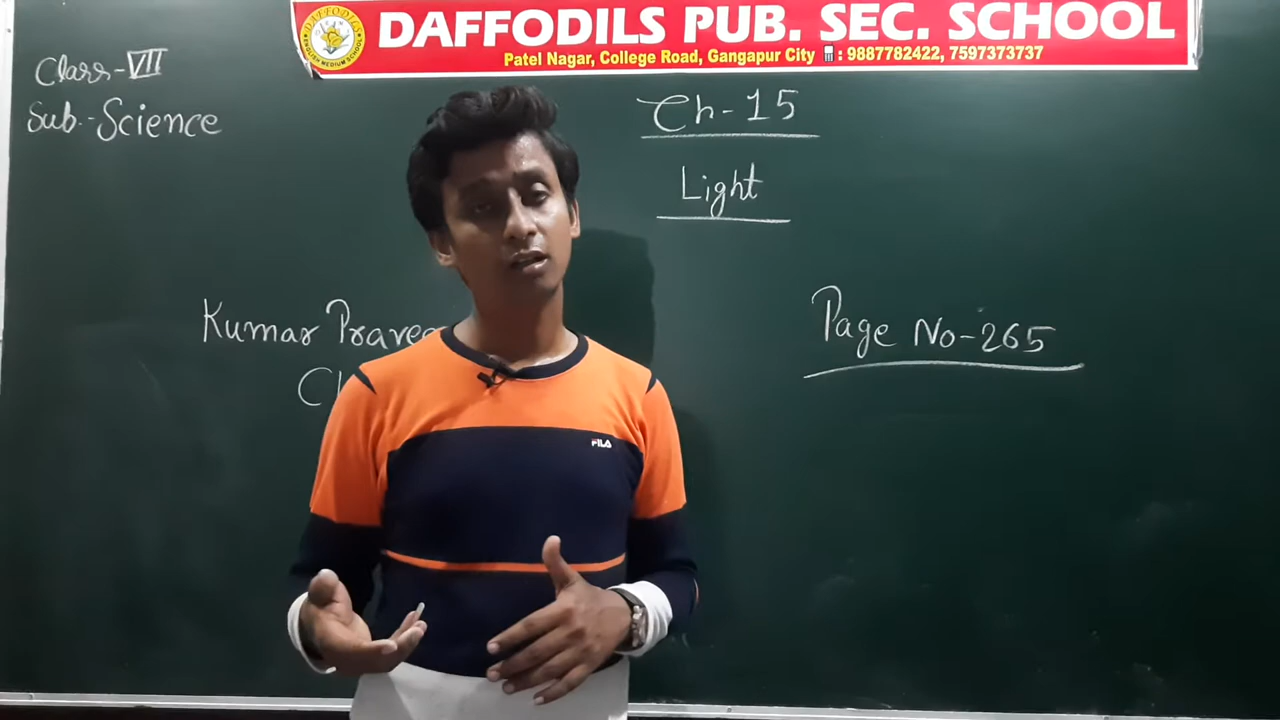 DAFFODILS PUB. SEC. SCHOOL
Patel Nagar, College Road, Gangapur City : 9887782422, 7597373737
Class-VII
Sub.-Science
Ch-15
Light
Kumar
Page No-265
FILA